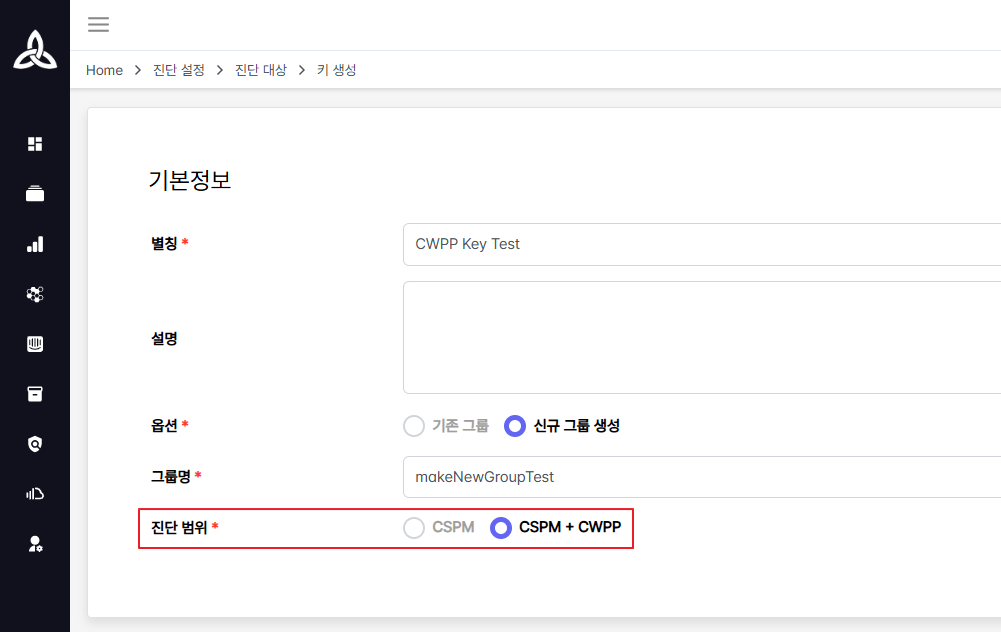 Home > 진단 설정 > 진단 대상 > 키 생성
기본정보
별칭 * CWPP Key Test
설명
옵션 * 기존 그룹 신규 그룹 생성
그룹명 * makeNewGroupTest
진단 범위 * CSPM CSPM + CWPP